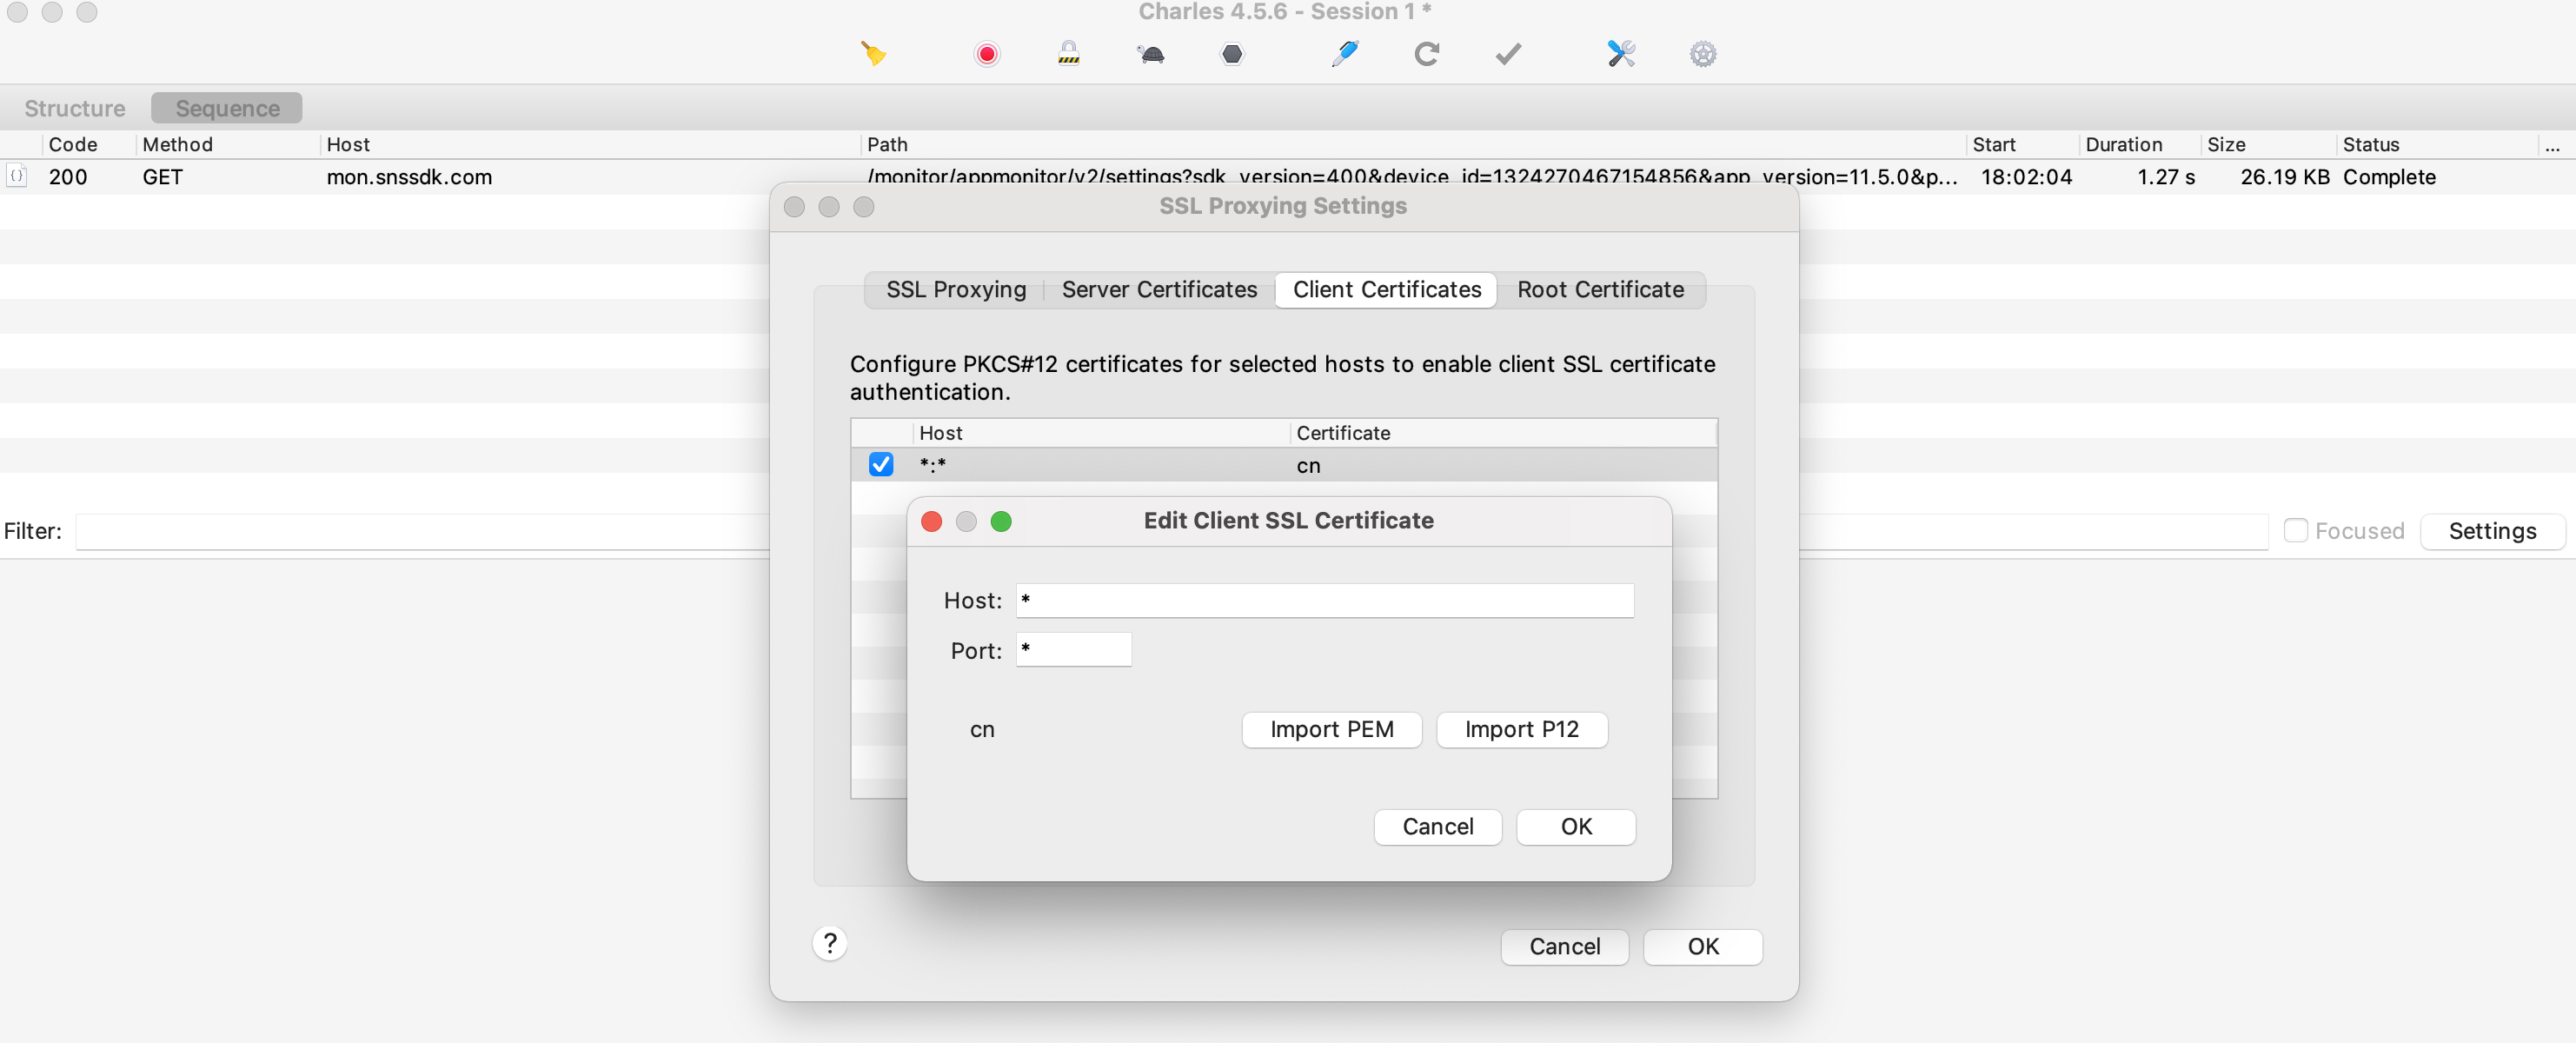 Charles 4.5.6 - Session 1 *
Structure Sequence
Code Method Host Path Start Duration Size Status ...
{} 200 GET mon.snssdk.com /monitor/appmonitor/v2/settings?sdk_version=400&device_id=1324270467154856&app_version=11.5.0&p... 18:02:04 1.27 s 26.19 KB Complete
SSL Proxying Settings
SSL Proxying Server Certificates Client Certificates Root Certificate
Configure PKCS#12 certificates for selected hosts to enable client SSL certificate
authentication.
Host Certificate
*:* cn
Filter: Focused Settings
Edit Client SSL Certificate
Host: *
Port: *
cn Import PEM Import P12
Cancel OK
? Cancel OK